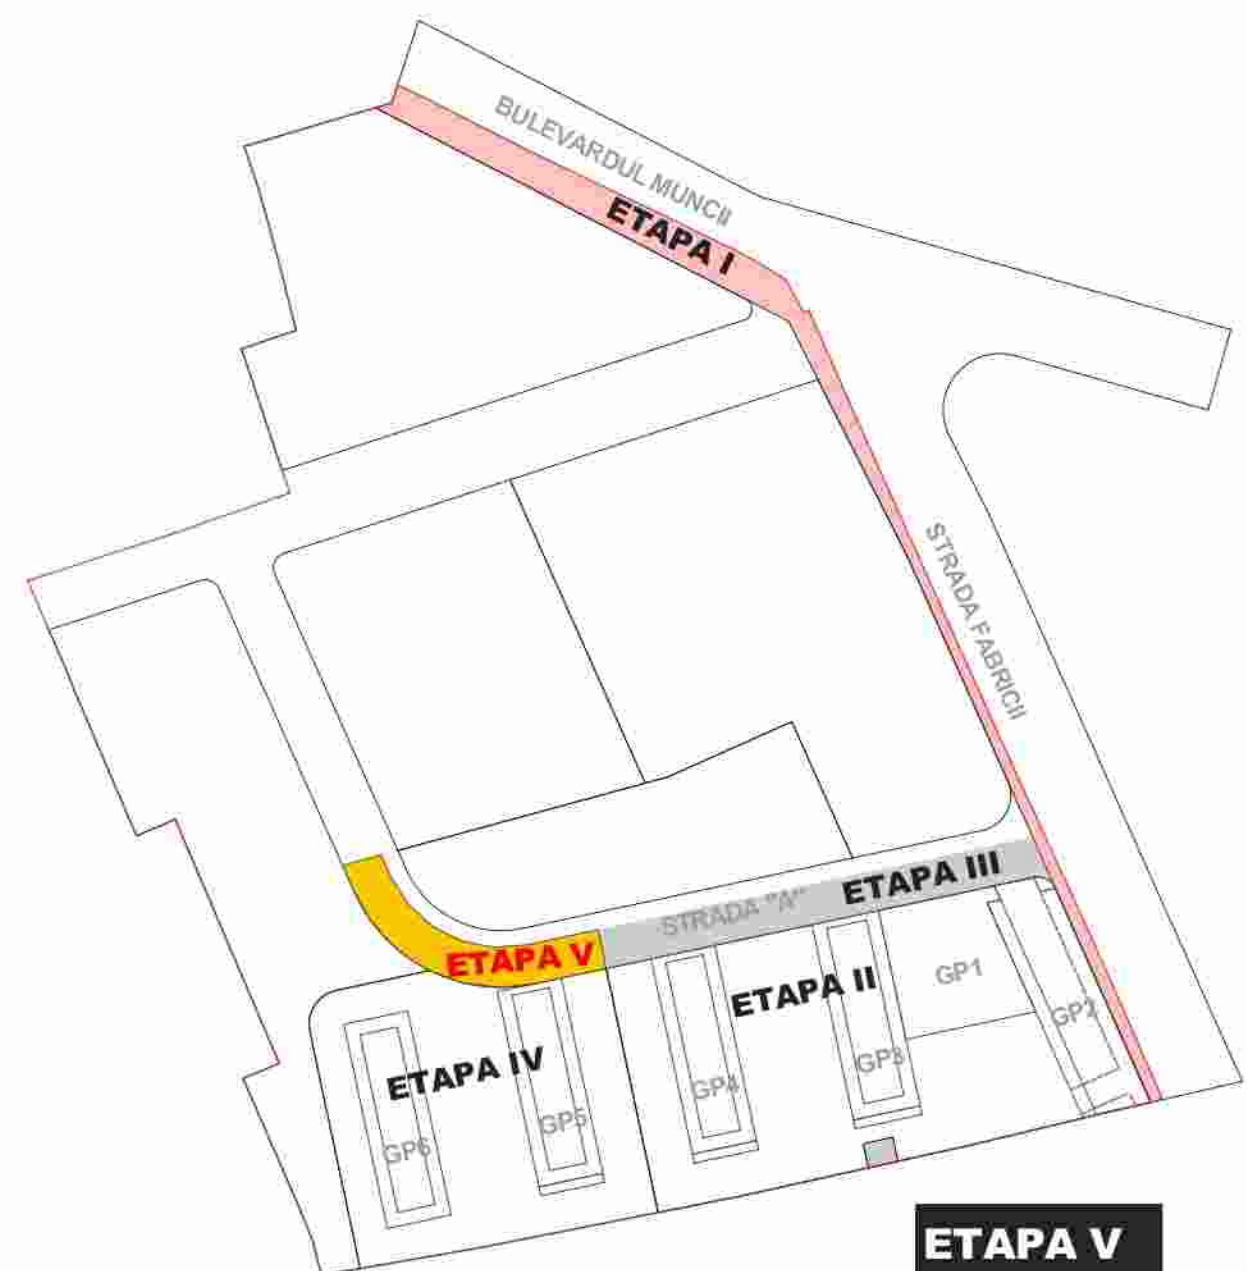 BULEVARDUL MUNCII
ETAPA I
STRADA FABRICII
ETAPA III
STRADA "A"
ETAPA V
GP1
ETAPA II
GP2
GP3
GP4
ETAPA IV
GP5
GP6
ETAPA V